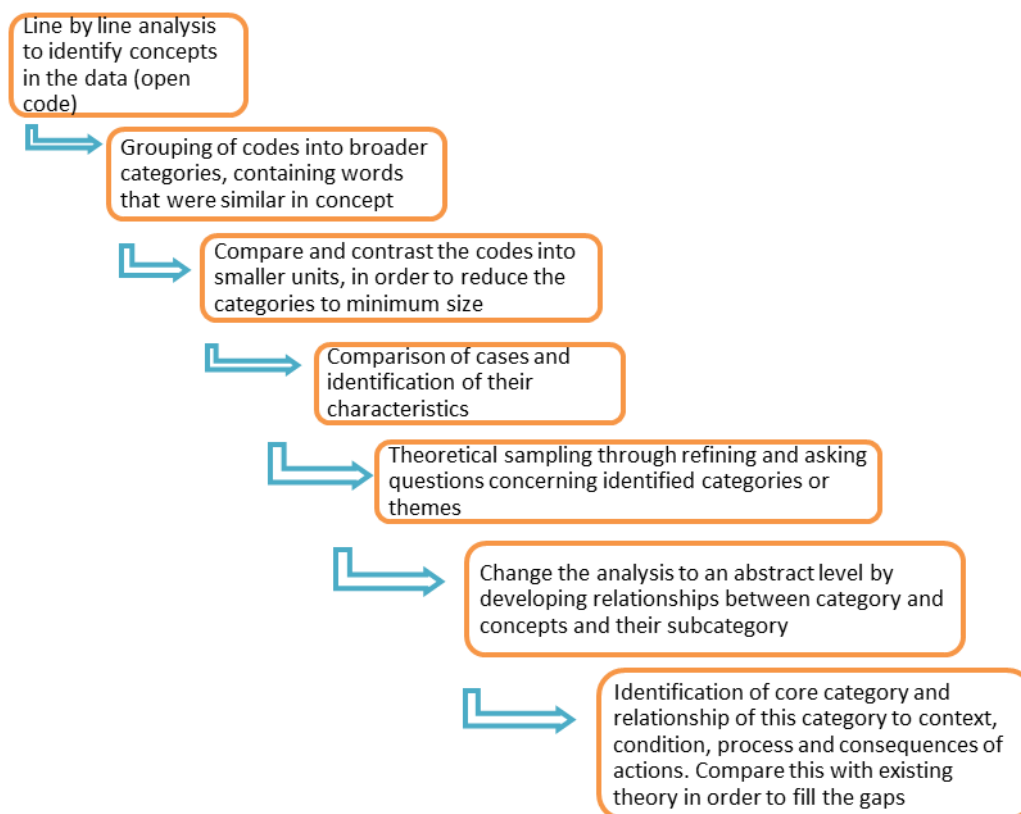 Line by line analysis
to identify concepts
in the data (open
code)
Grouping of codes into broader
categories, containing words
that were similar in concept
Compare and contrast the codes into
smaller units, in order to reduce the
categories to minimum size
Comparison of cases and
identification of their
characteristics
Theoretical sampling through refining and asking
questions concerning identified categories or
themes
Change the analysis to an abstract level by
developing relationships between category and
concepts and their subcategory
Identification of core category and
relationship of this category to context,
condition, process and consequences of
actions. Compare this with existing
theory in order to fill the gaps